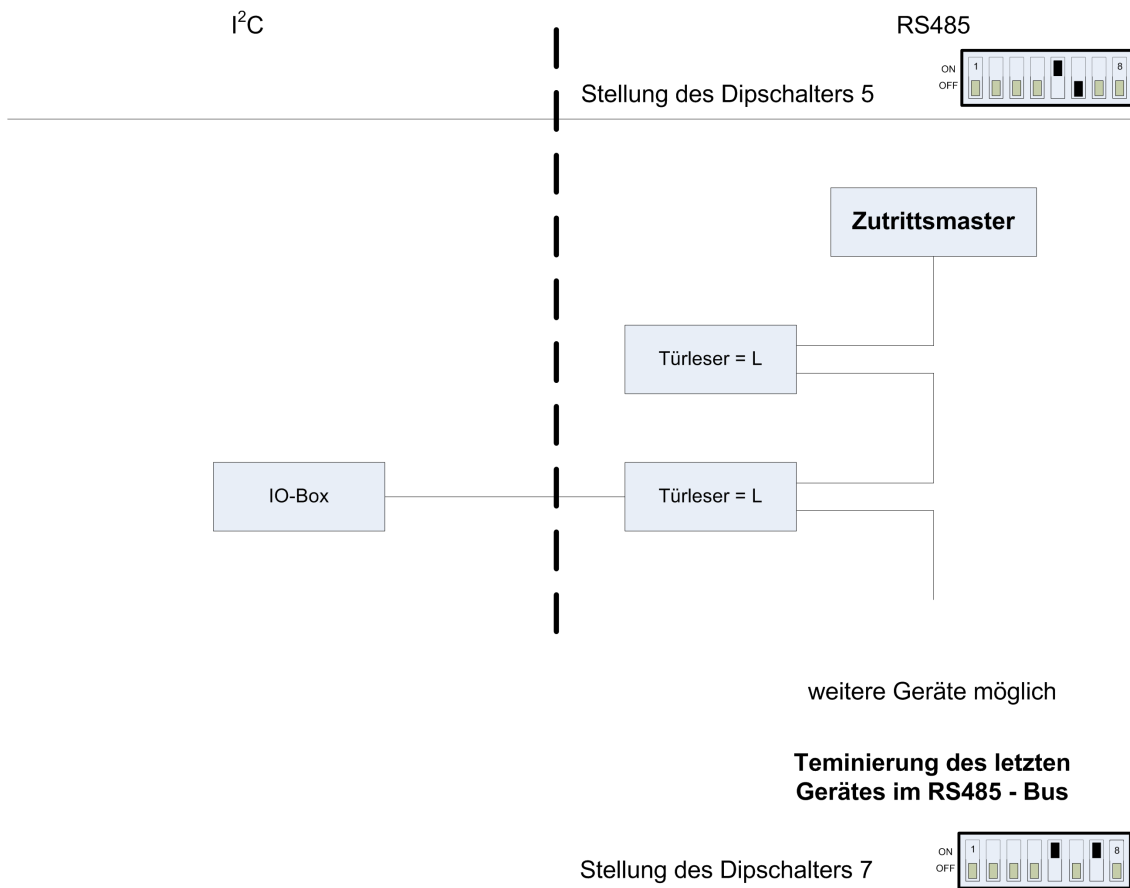 I²C
RS485
ON
OFF
1
8
Stellung des Dipschalters 5
Zutrittsmaster
Türleser = L
IO-Box
Türleser = L
weitere Geräte möglich
Teminierung des letzten
Gerätes im RS485 - Bus
ON
OFF
1
8
Stellung des Dipschalters 7